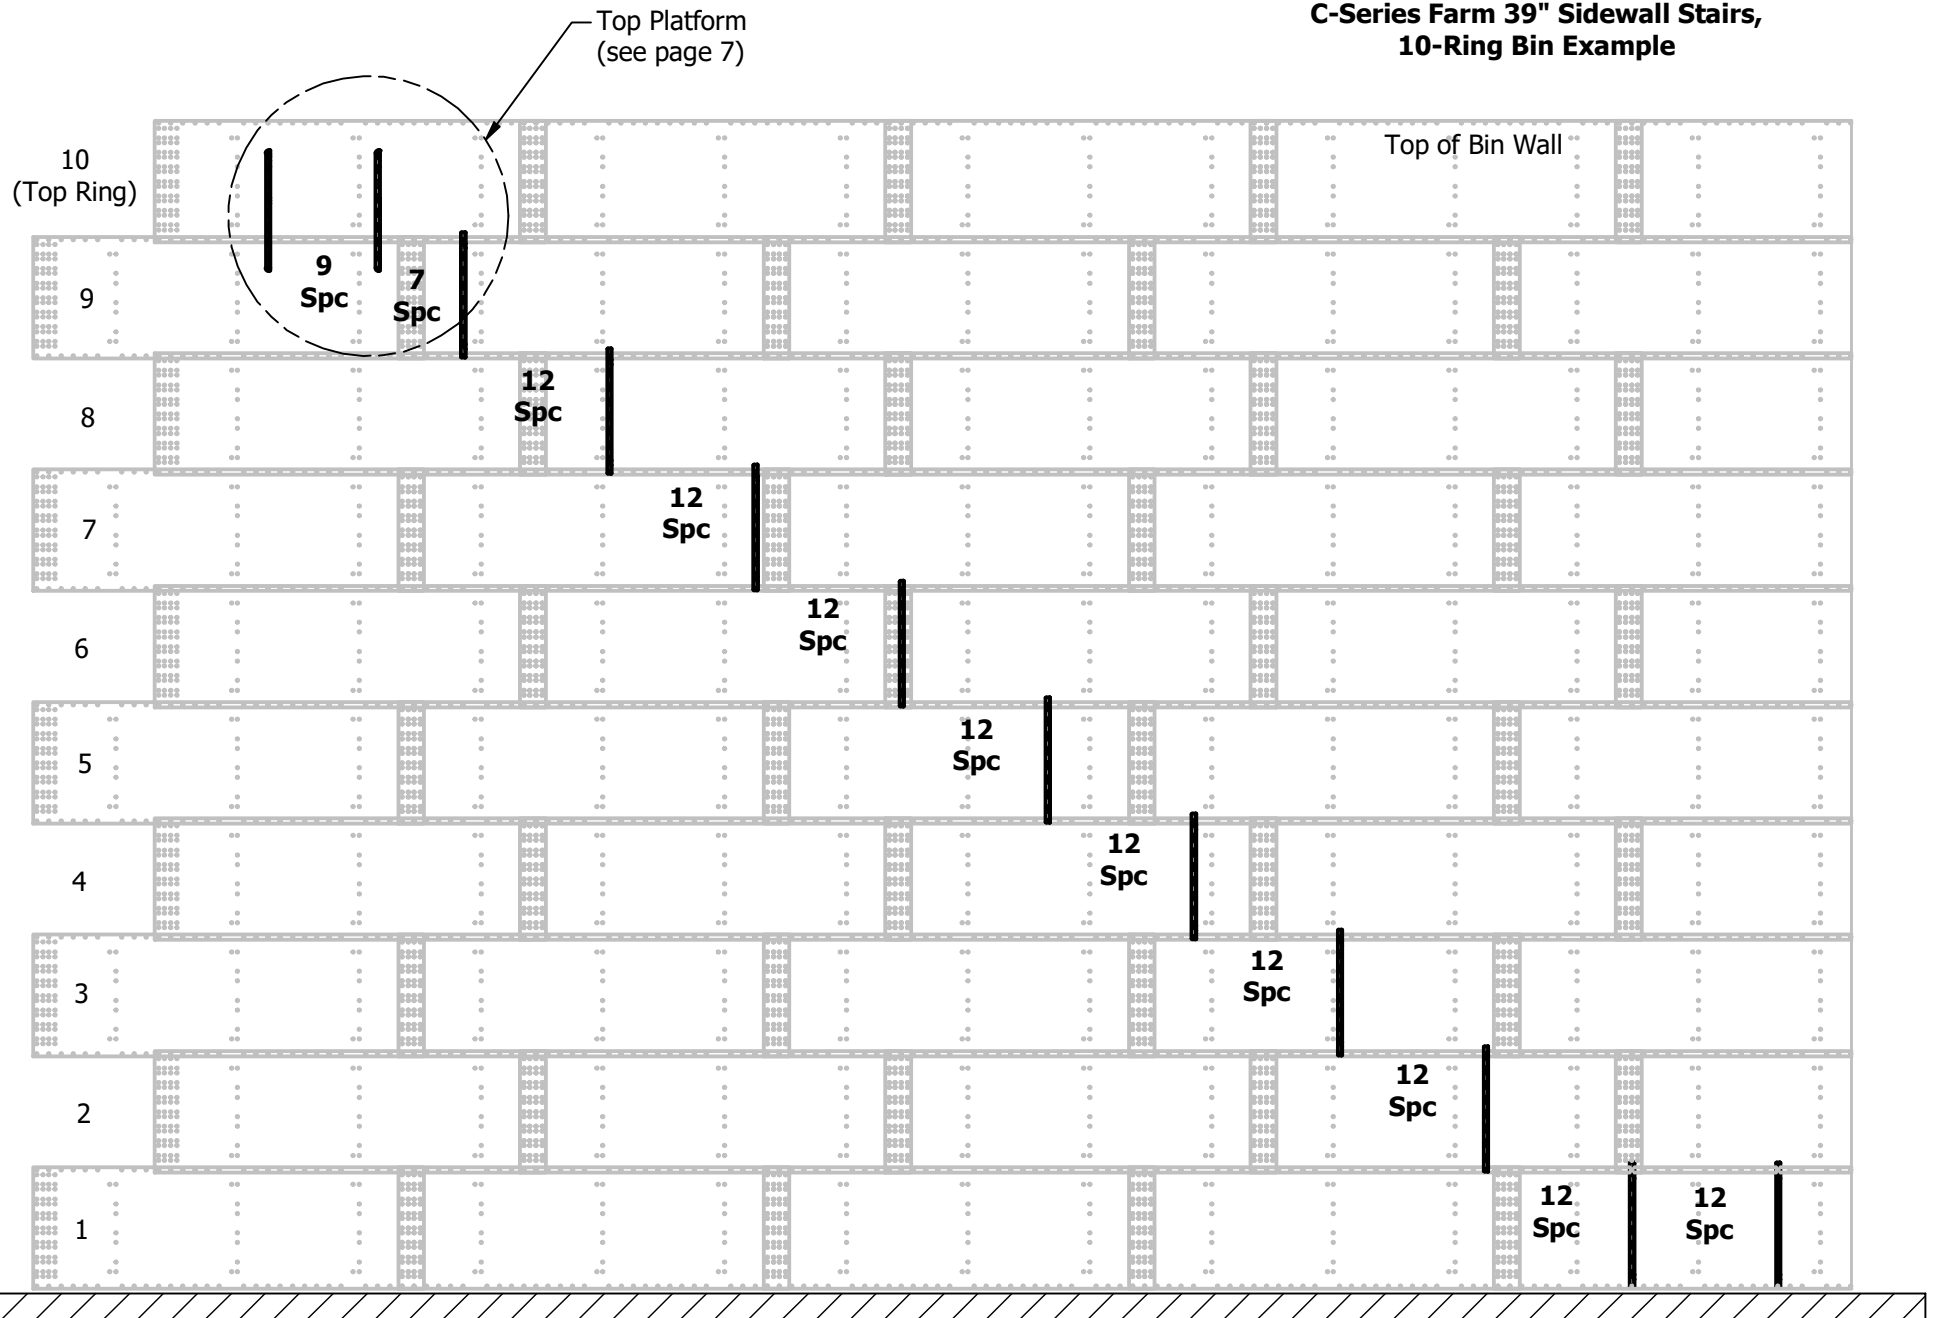 C-Series Farm 39" Sidewall Stairs,
10-Ring Bin Example
Top Platform
(see page 7)
Top of Bin Wall
10
(Top Ring)
9
Spc
7
Spc
9
12
Spc
8
12
Spc
7
12
Spc
6
12
Spc
5
12
Spc
4
12
Spc
3
12
Spc
2
12
Spc
12
Spc
1